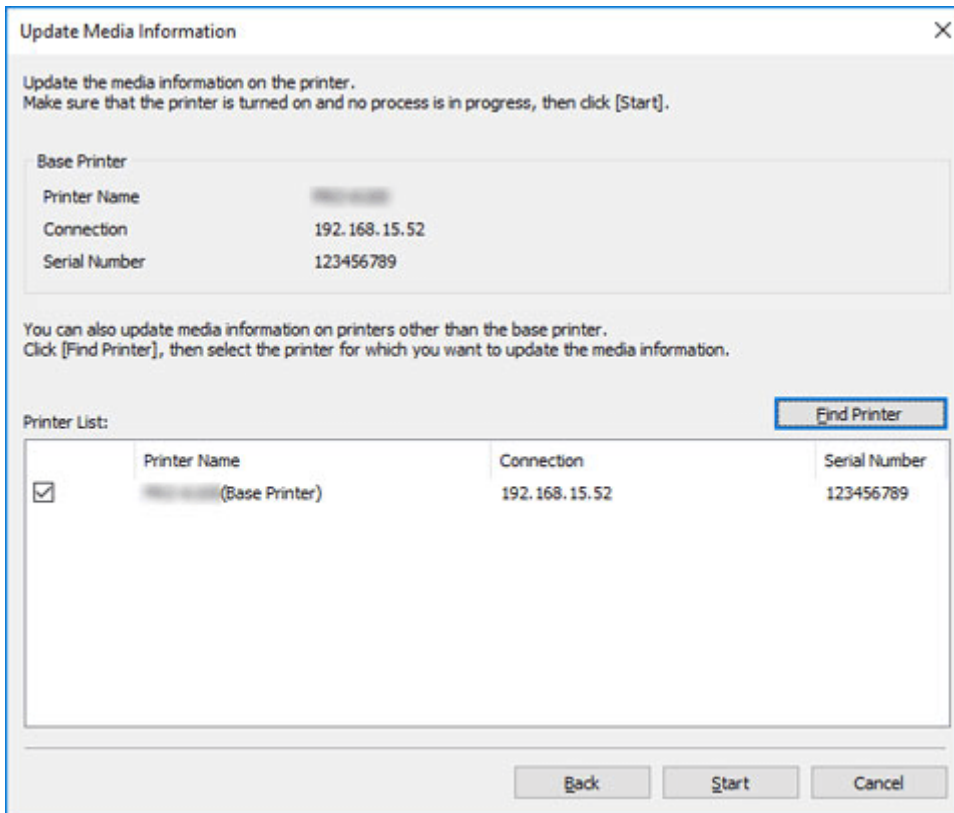 Update Media Information
Update the media information on the printer.
Make sure that the printer is turned on and no process is in progress, then click [Start].
Base Printer
Printer Name
Connection 192.168.15.52
Serial Number 123456789
You can also update media information on printers other than the base printer.
Click [Find Printer], then select the printer for which you want to update the media information.
Find Printer
Printer List:
Printer Name Connection Serial Number
(Base Printer) 192.168.15.52 123456789
Back Start Cancel